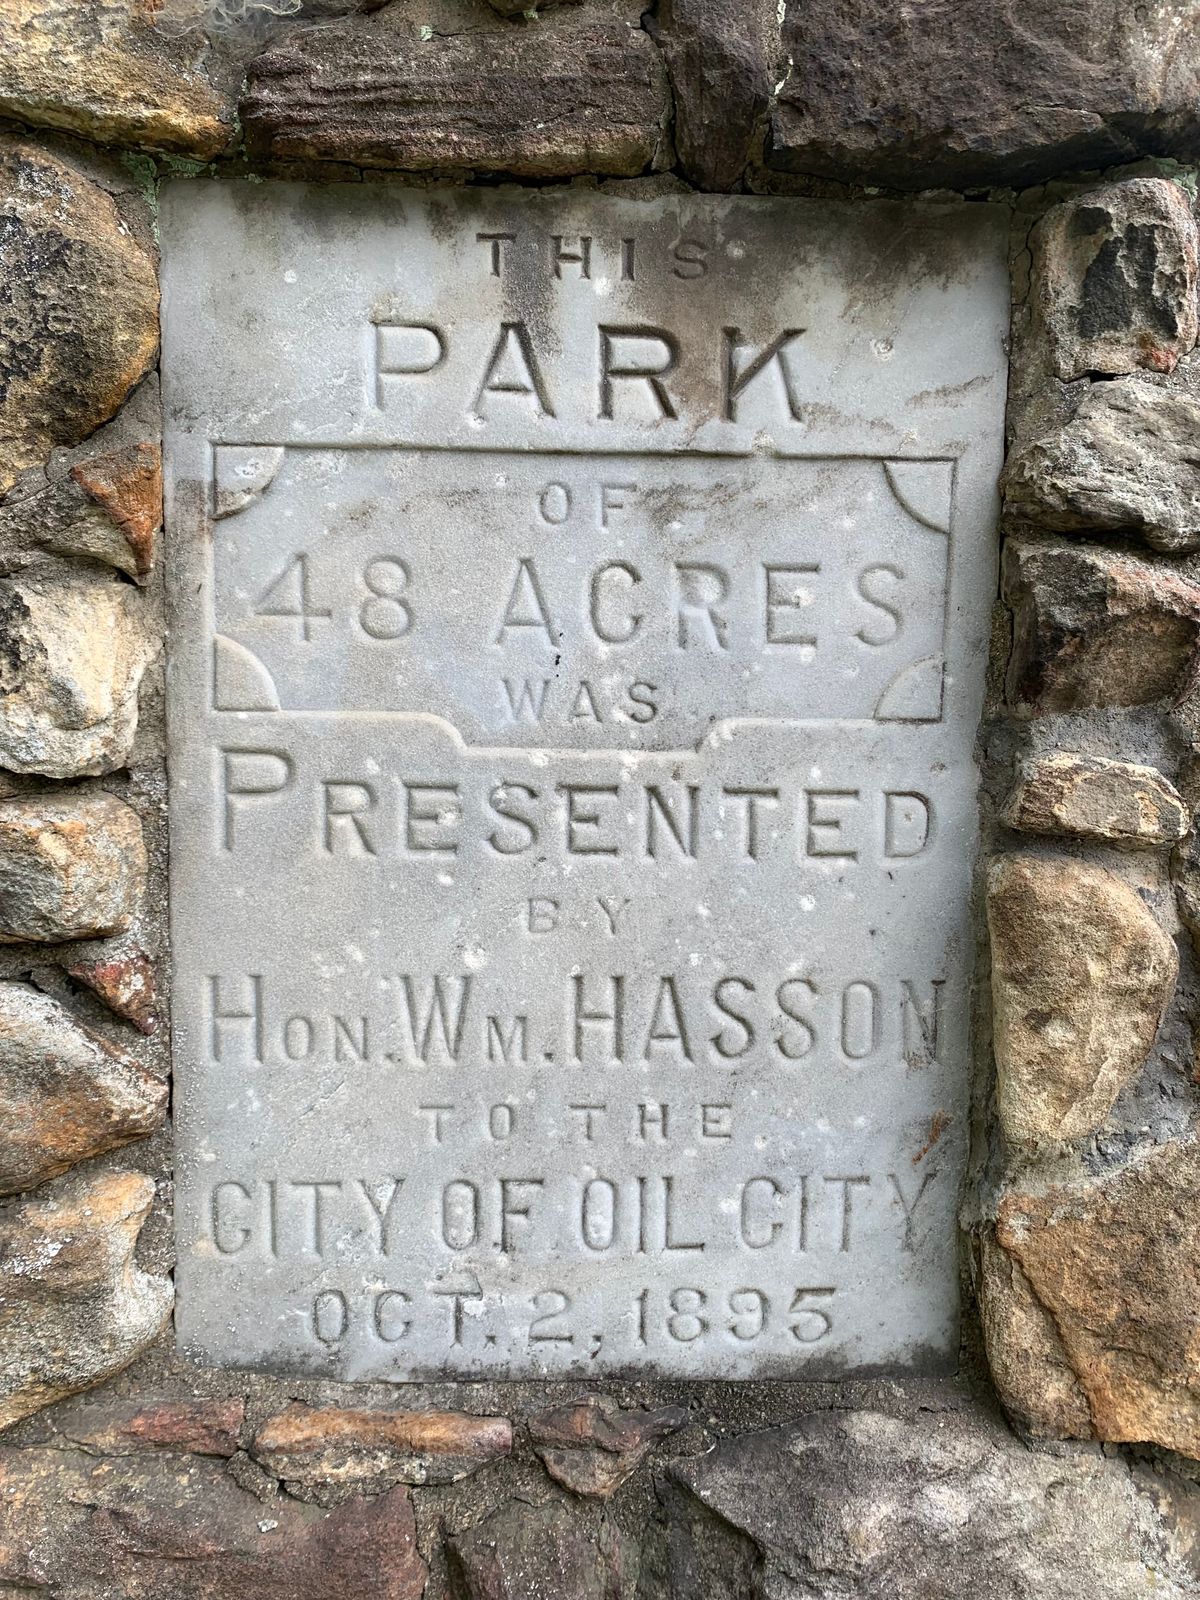 THIS
PARK
OF
48 ACRES
WAS
PRESENTED
BY
HON. WM. HASSON
TO THE
CITY OF OIL CITY
OCT. 2, 1895